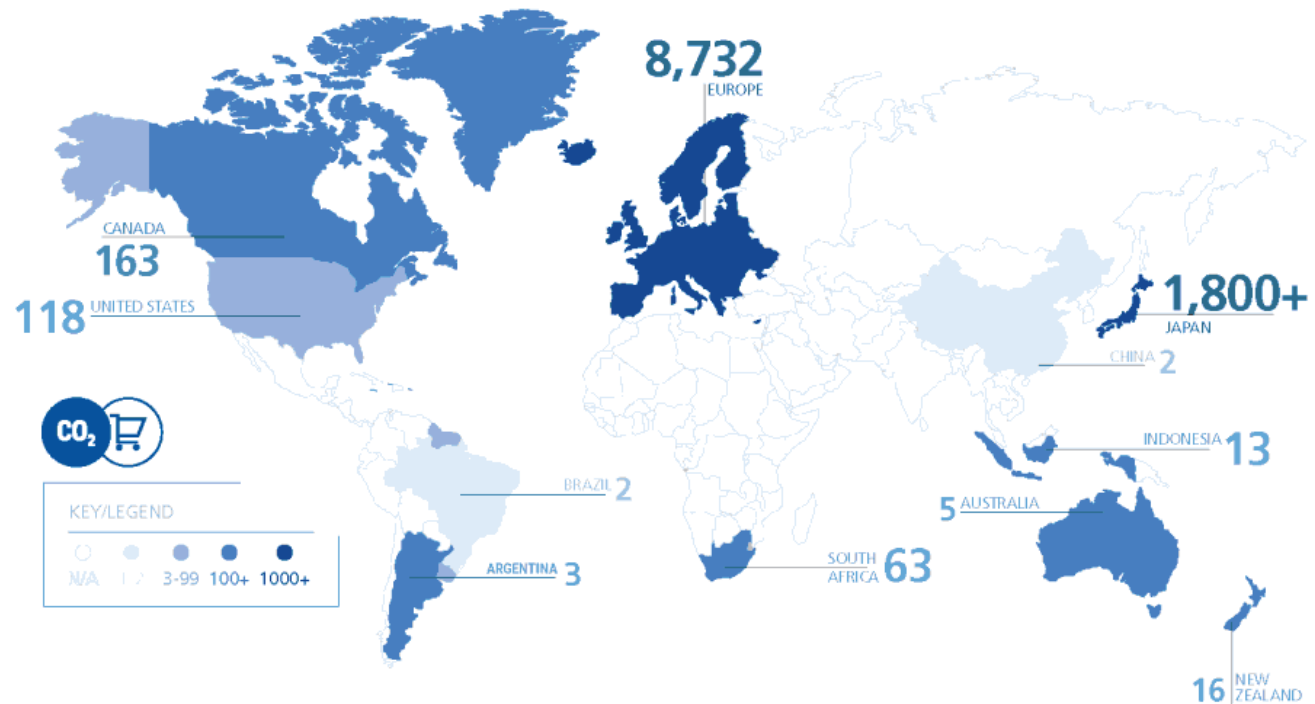 8,732
EUROPE
CANADA
163
118 UNITED STATES
1,800+
JAPAN
CHINA 2
CO₂
INDONESIA 13
BRAZIL 2
5 AUSTRALIA
KEY/LEGEND
N/A 3-99 100+ 1000+
SOUTH
AFRICA 63
ARGENTINA 3
16 NEW
ZEALAND